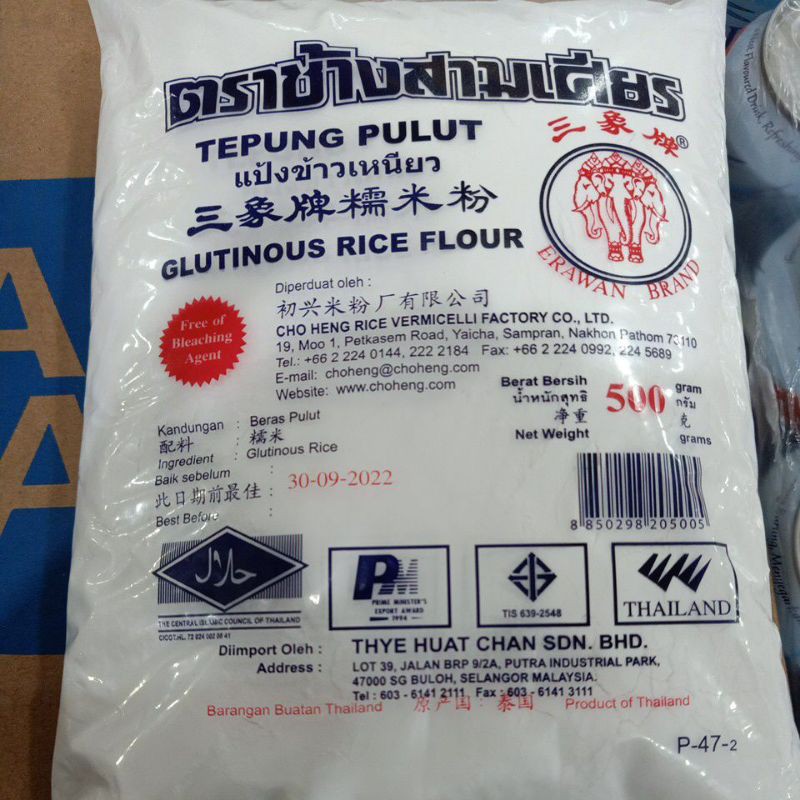 ตราช้างสามเศียร
TEPUNG PULUT
แป้งข้าวเหนียว
三象牌糯米粉
GLUTINOUS RICE FLOUR
三象牌®
ERAWAN BRAND
Free of
Bleaching
Agent
Diperduat oleh :
初兴米粉厂有限公司
CHO HENG RICE VERMICELLI FACTORY CO., LTD.
19, Moo 1, Petkasem Road, Yaicha, Sampran, Nakhon Pathom 73110
Tel.: +66 2 224 0144, 222 2184 Fax: +66 2 224 0992, 224 5689
E-mail: choheng@choheng.com
Website: www.choheng.com
Berat Bersih
น้ำหนักสุทธิ
净重
Net Weight
500
gram
กรัม
克
grams
Kandungan : Beras Pulut
配料 : 糯米
Ingredient : Glutinous Rice
Baik sebelum :
此日期前最佳 : 30-09-2022
Best Before :
8 850298 205005
حلال
THE CENTRAL ISLAMIC COUNCIL OF THAILAND
PM
PRIME MINISTER'S
EXPORT AWARD
1994
TIS 639-2548
THAILAND
Diimport Oleh : THYE HUAT CHAN SDN. BHD.
Address : LOT 39, JALAN BRP 9/2A, PUTRA INDUSTRIAL PARK,
47000 SG BULOH, SELANGOR MALAYSIA.
Tel : 603 - 6141 2111 Fax : 603 - 6141 3111
Barangan Buatan Thailand 原产国 : 泰国 Product of Thailand
P-47-2